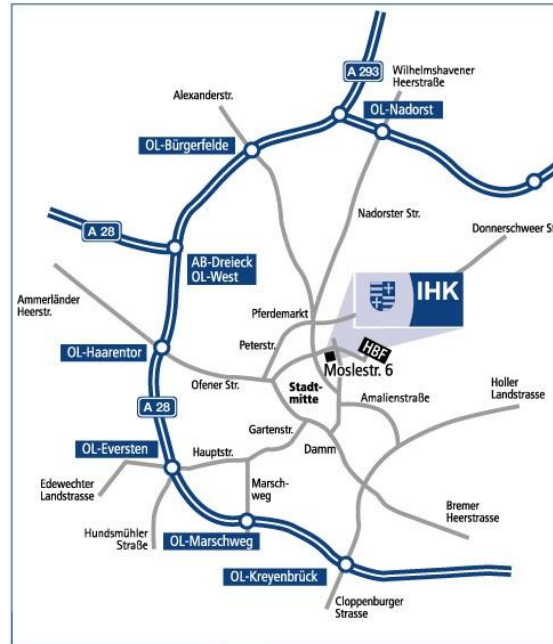 A 293
Wilhelmshavener
Heerstraße
Alexanderstr.
OL-Nadorst
OL-Bürgerfelde
Nadorster Str.
Donnerschweer St
A 28
AB-Dreieck
OL-West
IHK
Ammerländer
Heerstr.
Pferdemarkt
Peterstr.
HBF
OL-Haarentor
Moslestr. 6
Ofener Str.
Stadt-
mitte
Amalienstraße
Holler
Landstrasse
A 28
Gartenstr.
OL-Eversten
Hauptstr.
Damm
Edewechter
Landstrasse
Marsch-
weg
Bremer
Heerstrasse
Hundsmühler
Straße
OL-Marschweg
OL-Kreyenbrück
Cloppenburger
Strasse